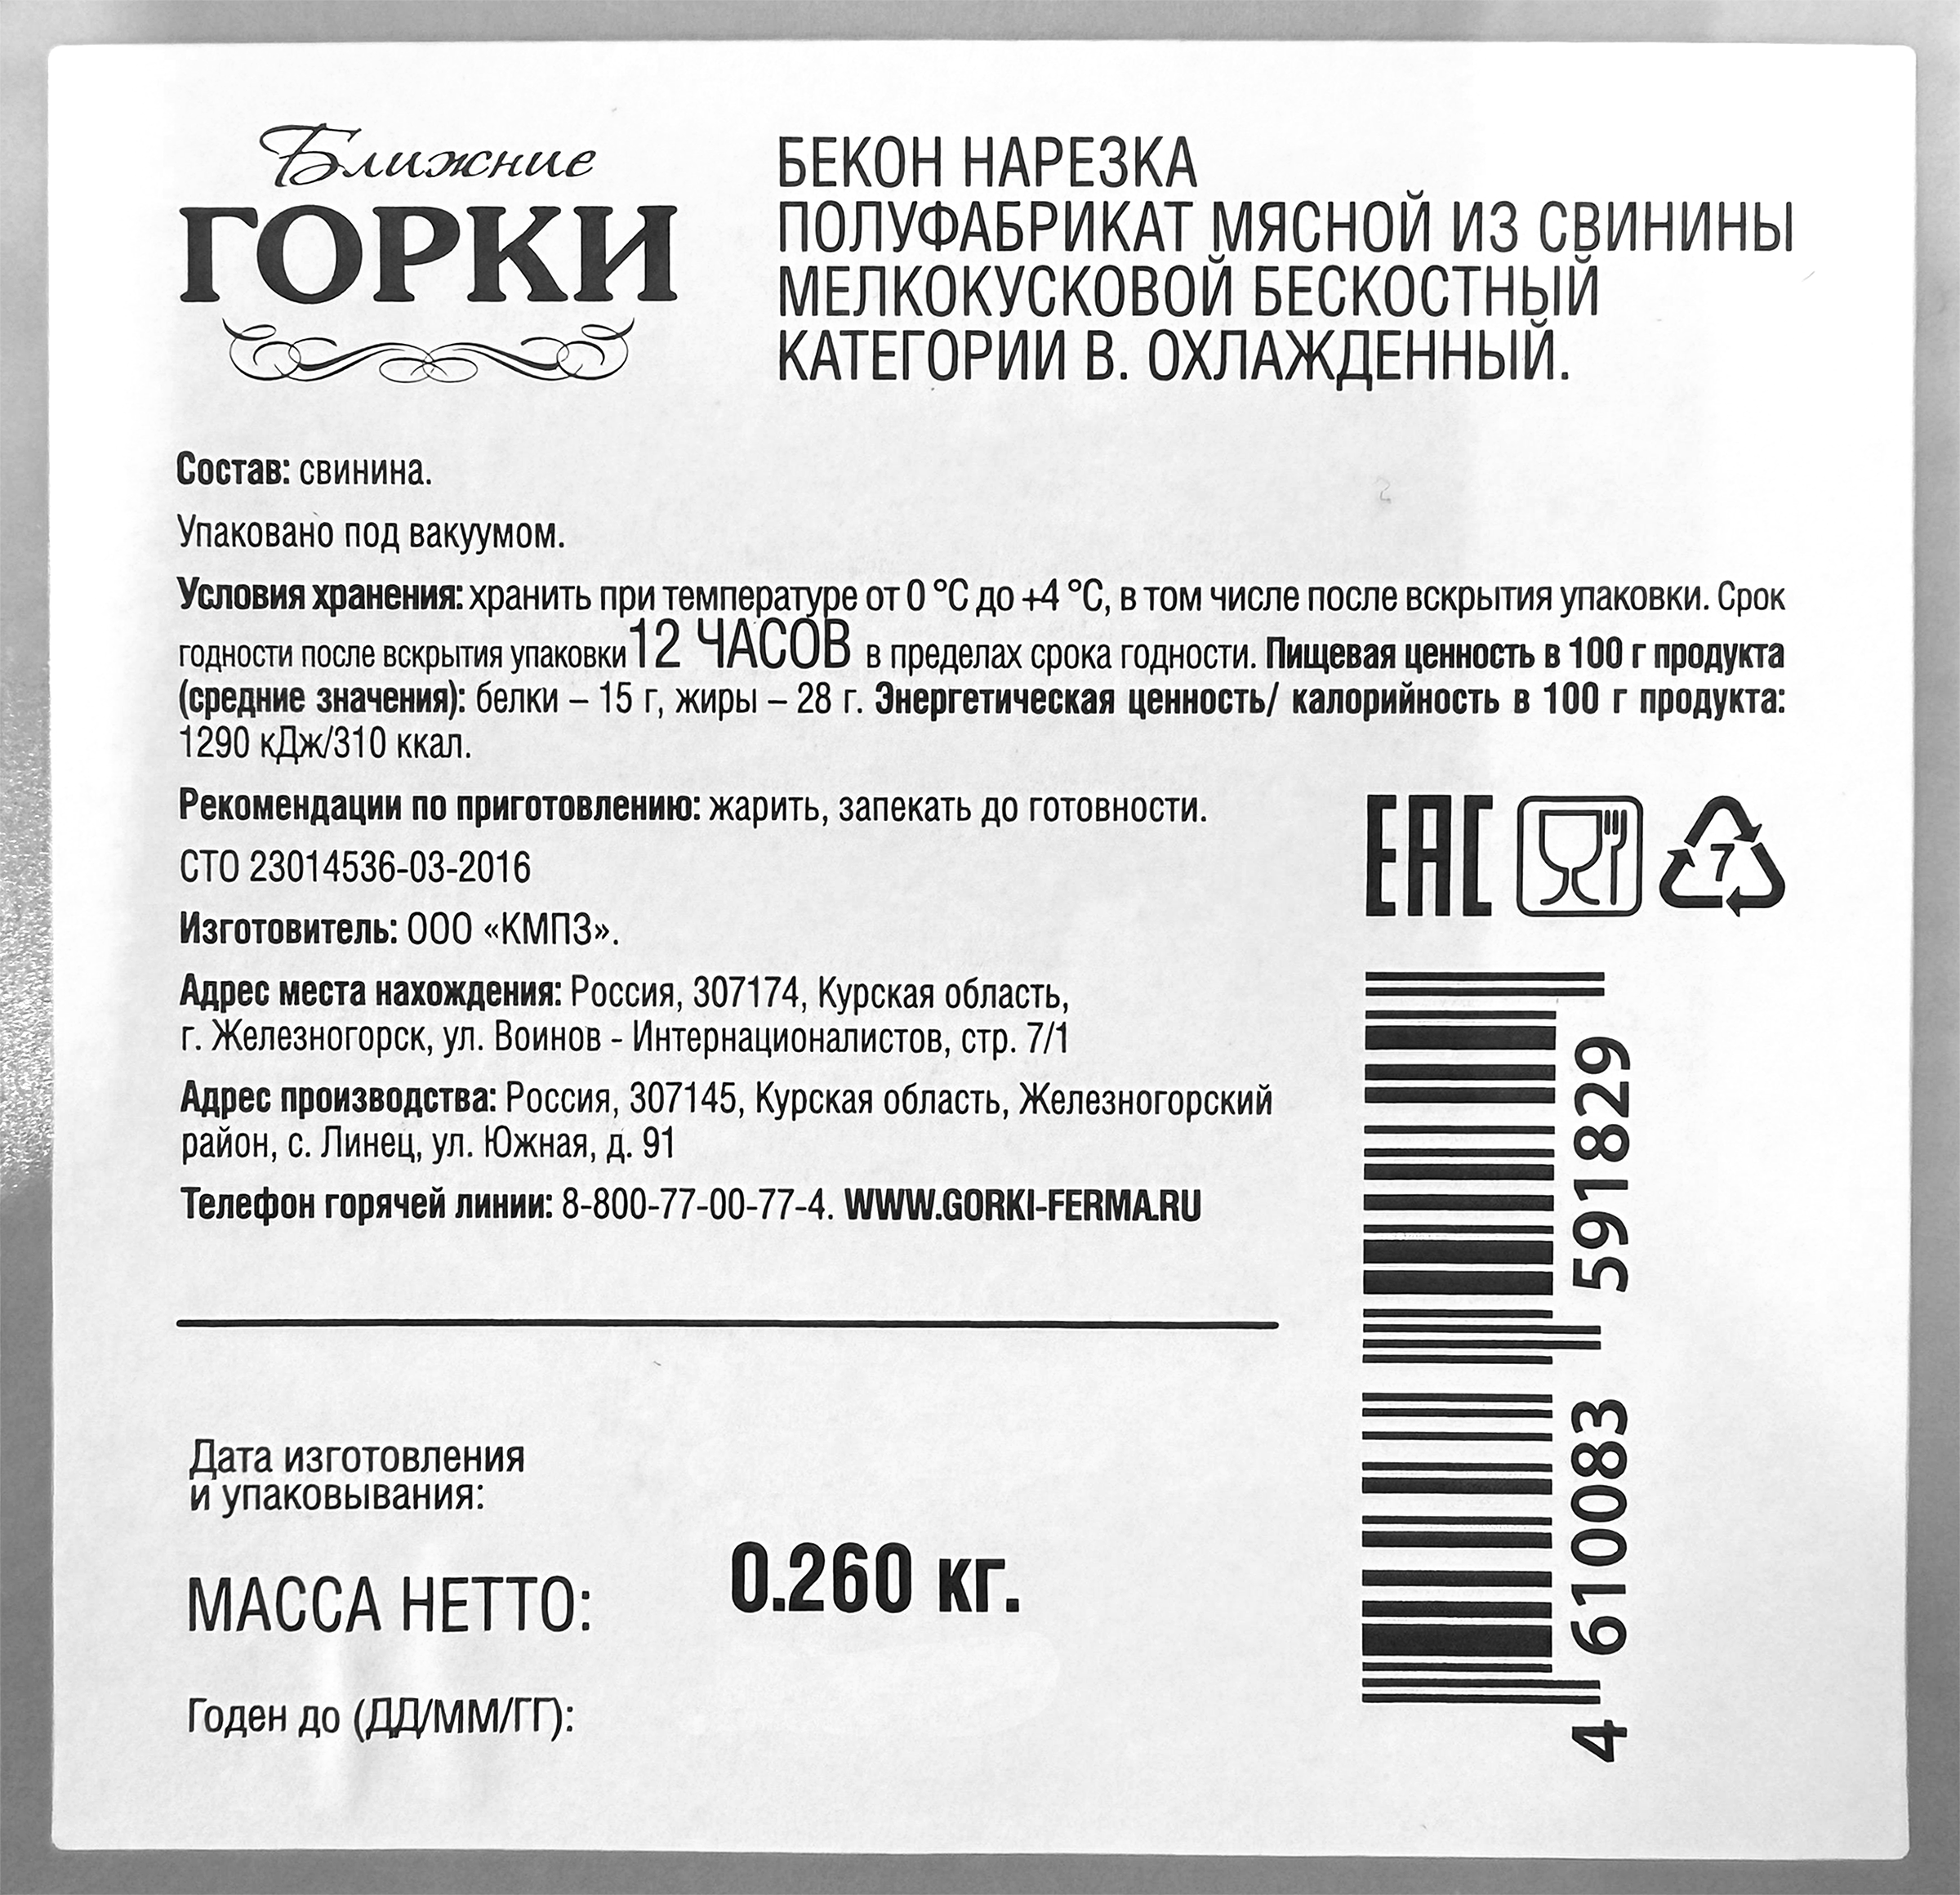 Ближние
ГОРКИ
БЕКОН НАРЕЗКА
ПОЛУФАБРИКАТ МЯСНОЙ ИЗ СВИНИНЫ
МЕЛКОКУСКОВОЙ БЕСКОСТНЫЙ
КАТЕГОРИИ В. ОХЛАЖДЕННЫЙ.
Состав: свинина.
Упаковано под вакуумом.
Условия хранения: хранить при температуре от 0 °С до +4 °С, в том числе после вскрытия упаковки. Срок
годности после вскрытия упаковки 12 ЧАСОВ в пределах срока годности. Пищевая ценность в 100 г продукта
(средние значения): белки – 15 г, жиры – 28 г. Энергетическая ценность/ калорийность в 100 г продукта:
1290 кДж/310 ккал.
Рекомендации по приготовлению: жарить, запекать до готовности.
СТО 23014536-03-2016
Изготовитель: ООО «КМПЗ».
Адрес места нахождения: Россия, 307174, Курская область,
г. Железногорск, ул. Воинов - Интернационалистов, стр. 7/1
Адрес производства: Россия, 307145, Курская область, Железногорский
район, с. Линец, ул. Южная, д. 91
Телефон горячей линии: 8-800-77-00-77-4. WWW.GORKI-FERMA.RU
EAC
7
4 610083 591829
Дата изготовления
и упаковывания:
МАССА НЕТТО: 0.260 кг.
Годен до (ДД/ММ/ГГ):